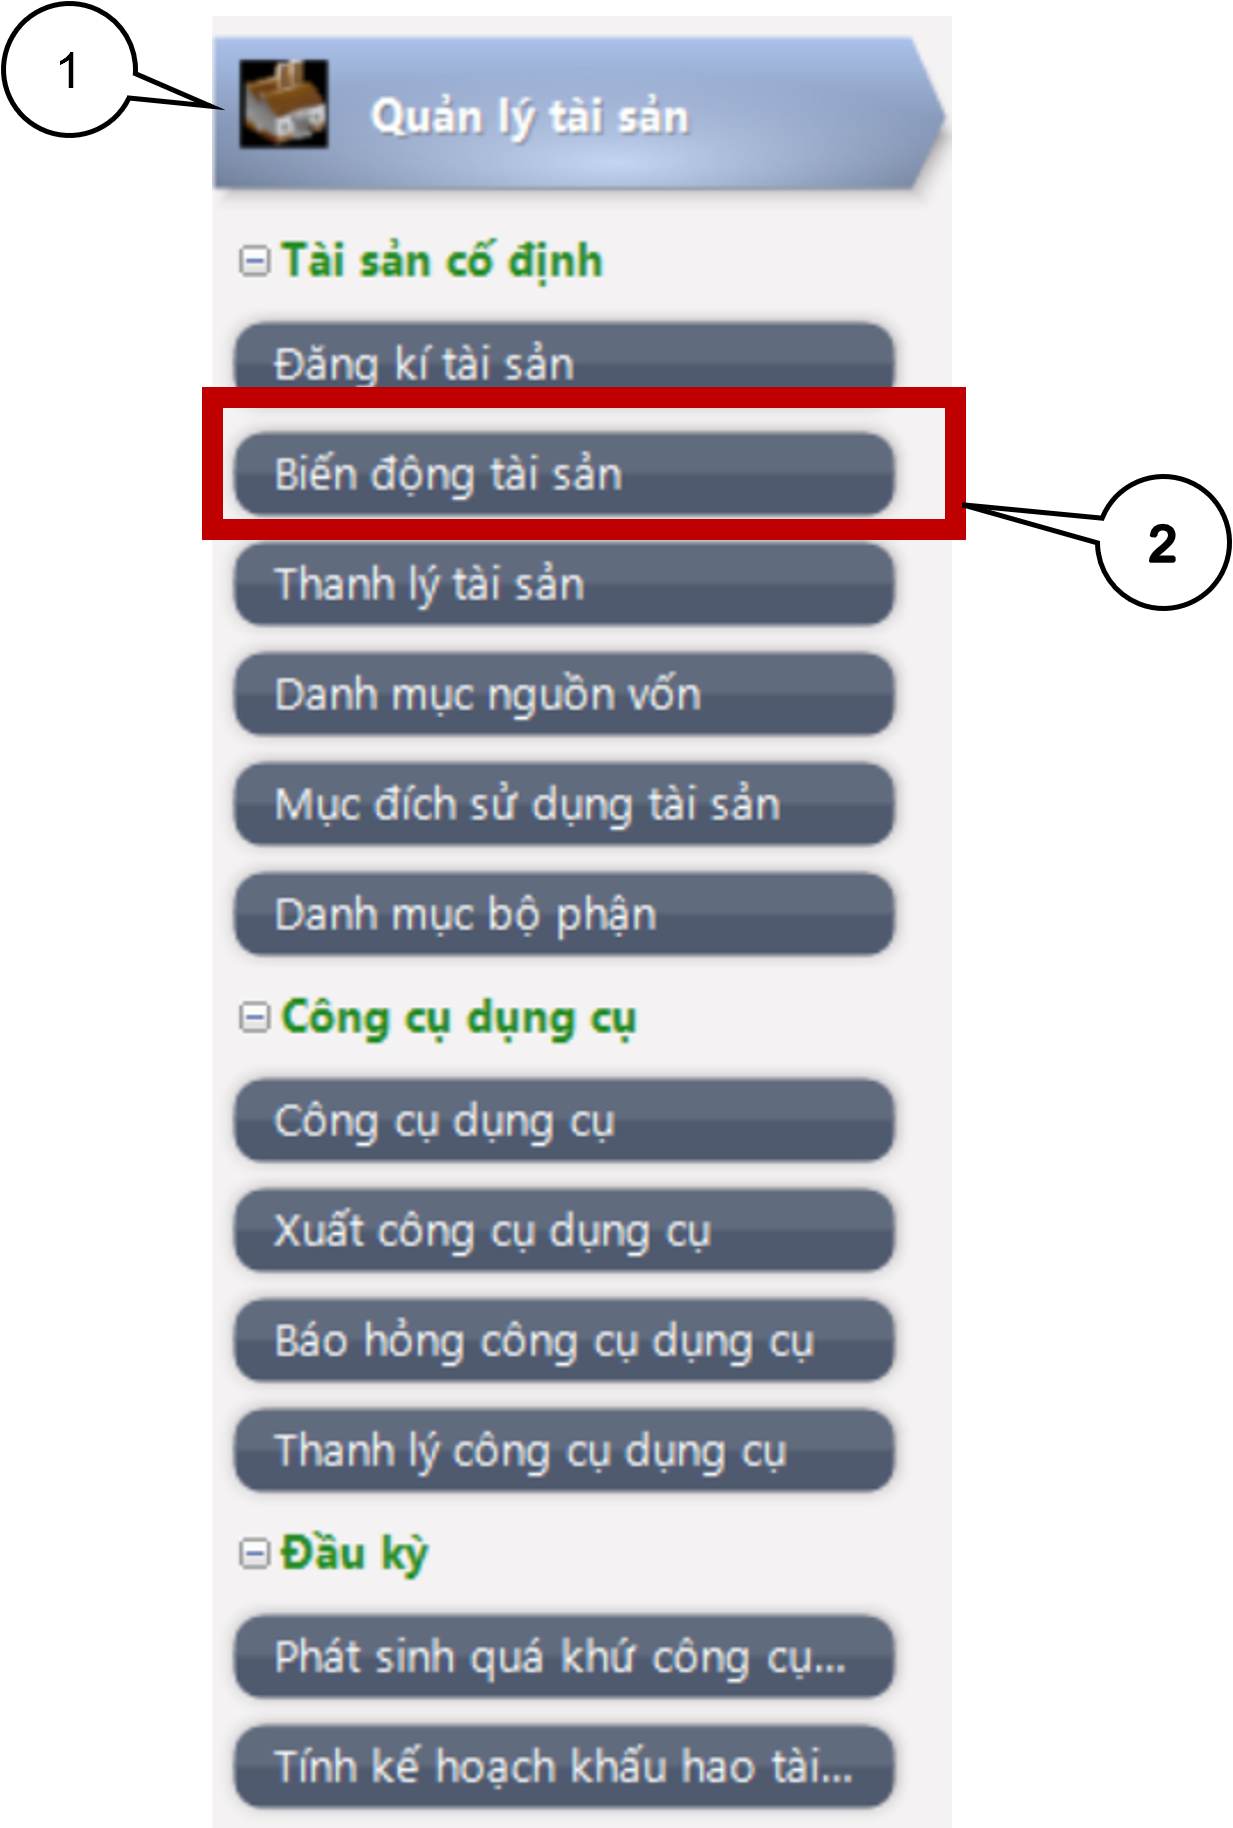 1
Quản lý tài sản
Tài sản cố định
Đăng kí tài sản
Biến động tài sản
2
Thanh lý tài sản
Danh mục nguồn vốn
Mục đích sử dụng tài sản
Danh mục bộ phận
Công cụ dụng cụ
Công cụ dụng cụ
Xuất công cụ dụng cụ
Báo hỏng công cụ dụng cụ
Thanh lý công cụ dụng cụ
Đầu kỳ
Phát sinh quá khứ công cụ...
Tính kế hoạch khấu hao tài...